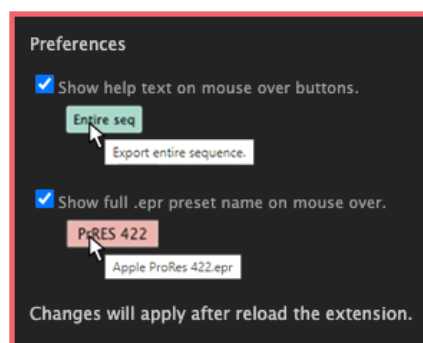 Preferences
Show help text on mouse over buttons.
Entire seq
Export entire sequence.
Show full .epr preset name on mouse over.
PrRES 422
Apple ProRes 422.epr
Changes will apply after reload the extension.